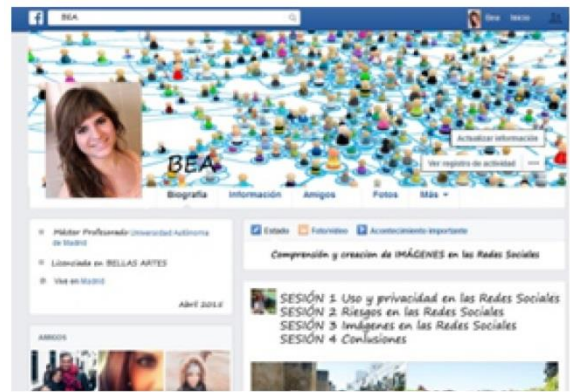 BEA
Bea Inicio
Actualizar información
Ver registro de actividad ...
BEA
Biografía Información Amigos Fotos Más
Máster Profesorado Universidad Autónoma
de Madrid
Licenciada en BELLAS ARTES
Vive en Madrid
Abril 2015
AMIGOS
Estado Foto/vídeo Acontecimiento importante
Comprensión y creacion de IMÁGENES en las Redes Sociales
SESIÓN 1 Uso y privacidad en las Redes Sociales
SESIÓN 2 Riesgos en las Redes Sociales
SESIÓN 3 Imágenes en las Redes Sociales
SESIÓN 4 Conlusiones